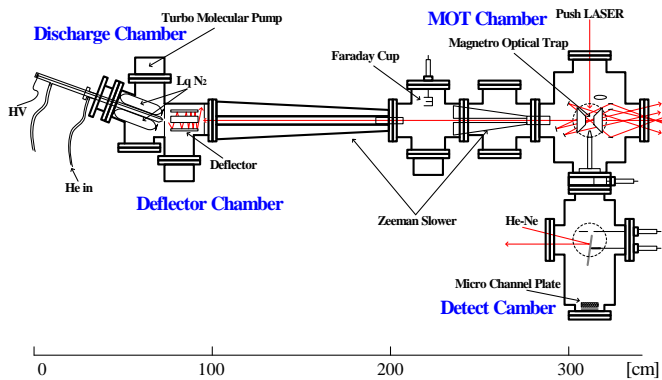 Turbo Molecular Pump
MOT Chamber
Push LASER
Discharge Chamber
Magnetro Optical Trap
Faraday Cup
Lq N2
HV
Deflector
He in
Deflector Chamber
Zeeman Slower
He-Ne
Micro Channel Plate
Detect Camber
0 100 200 300 [cm]